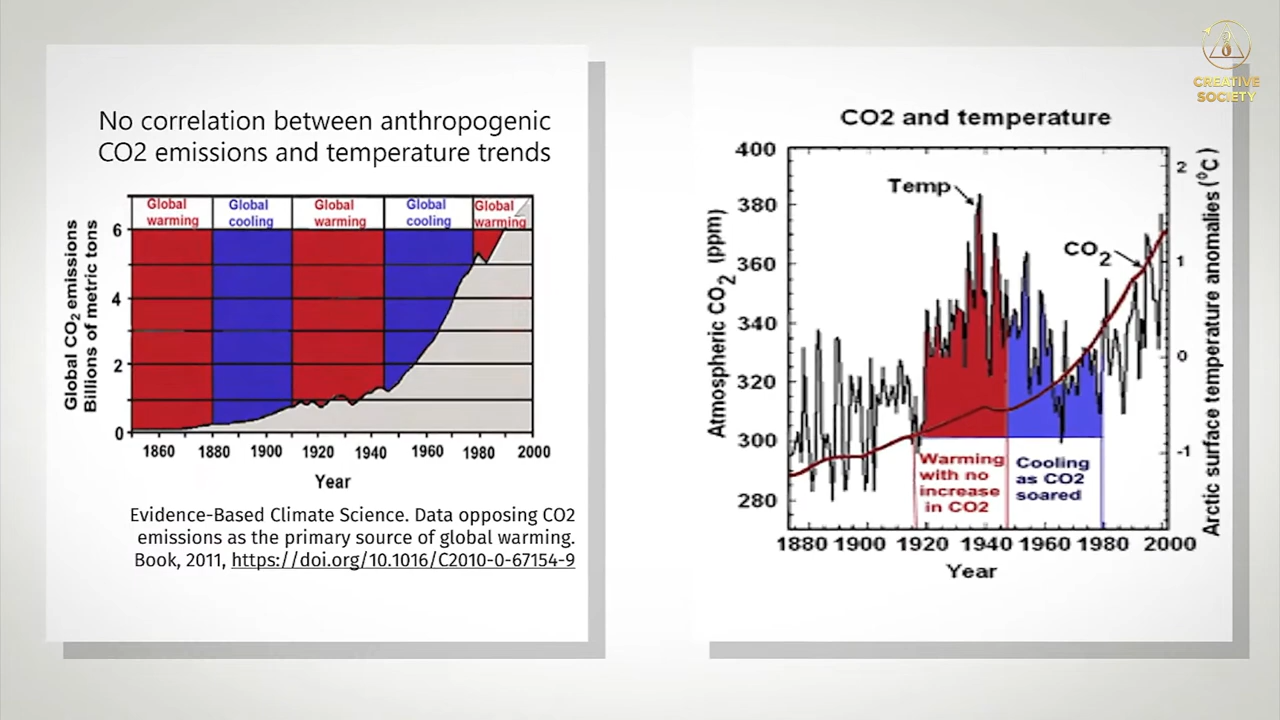 CREATIVE
SOCIETY
No correlation between anthropogenic
CO2 emissions and temperature trends
Global
warming
Global
cooling
Global
warming
Global
cooling
Global
warming
Global CO2 emissions
Billions of metric tons
6
4
2
0
1860 1880 1900 1920 1940 1960 1980 2000
Year
Evidence-Based Climate Science. Data opposing CO2
emissions as the primary source of global warming.
Book, 2011, https://doi.org/10.1016/C2010-0-67154-9
CO2 and temperature
Atmospheric CO2 (ppm)
400
380
360
340
320
300
280
Temp
CO2
2
1
0
-1
Arctic surface temperature anomalies (⁰C)
Warming
with no
increase
in CO2
Cooling
as CO2
soared
1880 1900 1920 1940 1960 1980 2000
Year